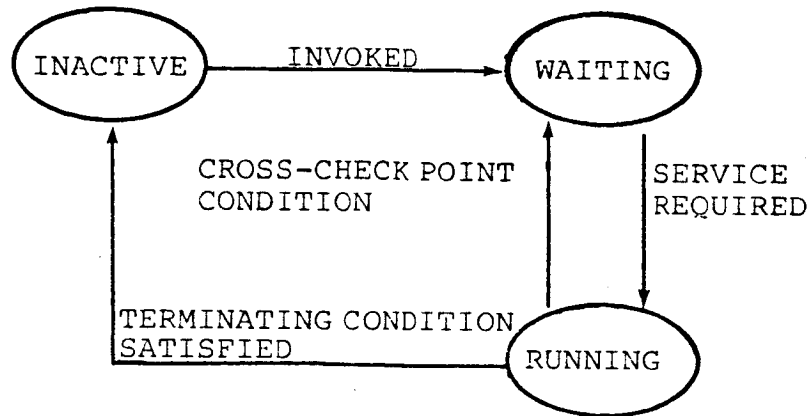 INACTIVE
INVOKED
WAITING
CROSS-CHECK POINT
CONDITION
SERVICE
REQUIRED
TERMINATING CONDITION
SATISFIED
RUNNING